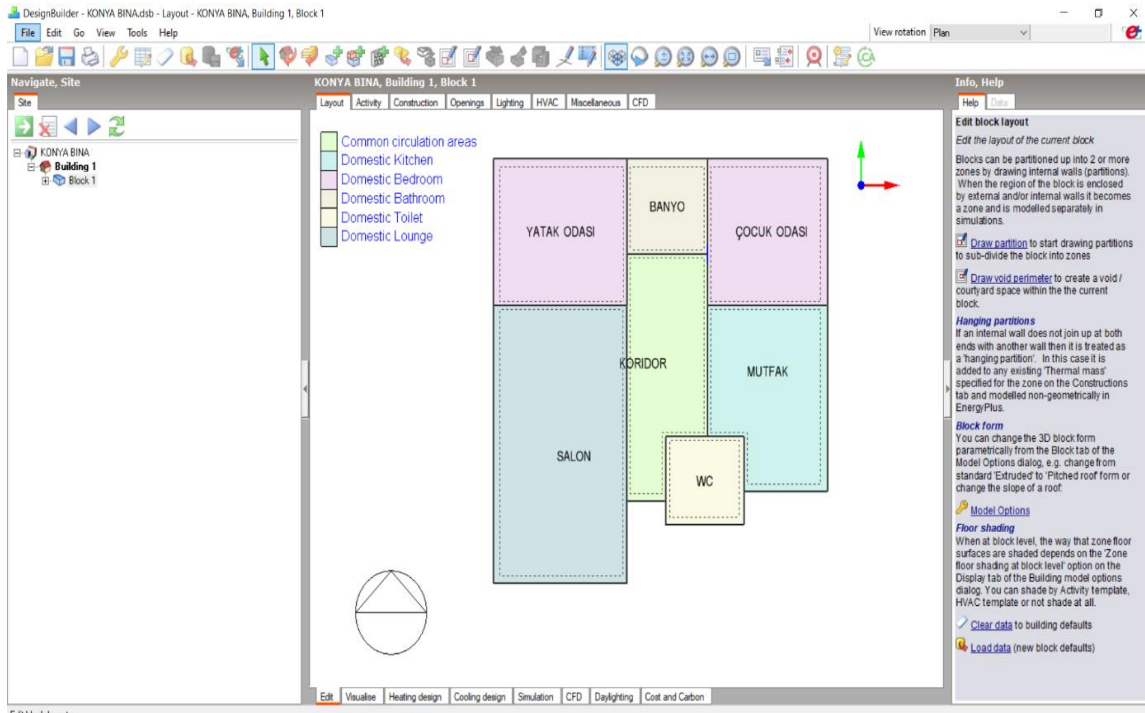 DesignBuilder - KONYA BINA.dsb - Layout - KONYA BINA, Building 1, Block 1
File Edit Go View Tools Help
View rotation Plan
Navigate, Site
Site
KONYA BINA
Building 1
Block 1
KONYA BINA, Building 1, Block 1
Layout Activity Construction Openings Lighting HVAC Miscellaneous CFD
Common circulation areas
Domestic Kitchen
Domestic Bedroom
Domestic Bathroom
Domestic Toilet
Domestic Lounge
YATAK ODASI
BANYO
ÇOCUK ODASI
KORIDOR
MUTFAK
SALON
WC
Edit Visualise Heating design Cooling design Simulation CFD Daylighting Cost and Carbon
Info, Help
Help Data
Edit block layout
Edit the layout of the current block
Blocks can be partitioned up into 2 or more
zones by drawing internal walls (partitions).
When the region of the block is enclosed
by external and/or internal walls it becomes
a zone and is modelled separately in
simulations.
Draw partition to start drawing partitions
to sub-divide the block into zones
Draw void perimeter to create a void /
courtyard space within the the current
block.
Hanging partitions
If an internal wall does not join up at both
ends with another wall then it is treated as
a 'hanging partition'. In this case it is
added to any existing 'Thermal mass'
specified for the zone on the Constructions
tab and modelled non-geometrically in
EnergyPlus.
Block form
You can change the 3D block form
parametrically from the Block tab of the
Model Options dialog, e.g. change from
standard 'Extruded' to 'Pitched roof' form or
change the slope of a roof.
Model Options
Floor shading
When at block level, the way that zone floor
surfaces are shaded depends on the 'Zone
floor shading at block level' option on the
Display tab of the Building model options
dialog. You can shade by Activity template,
HVAC template or not shade at all.
Clear data to building defaults
Load data (new block defaults)